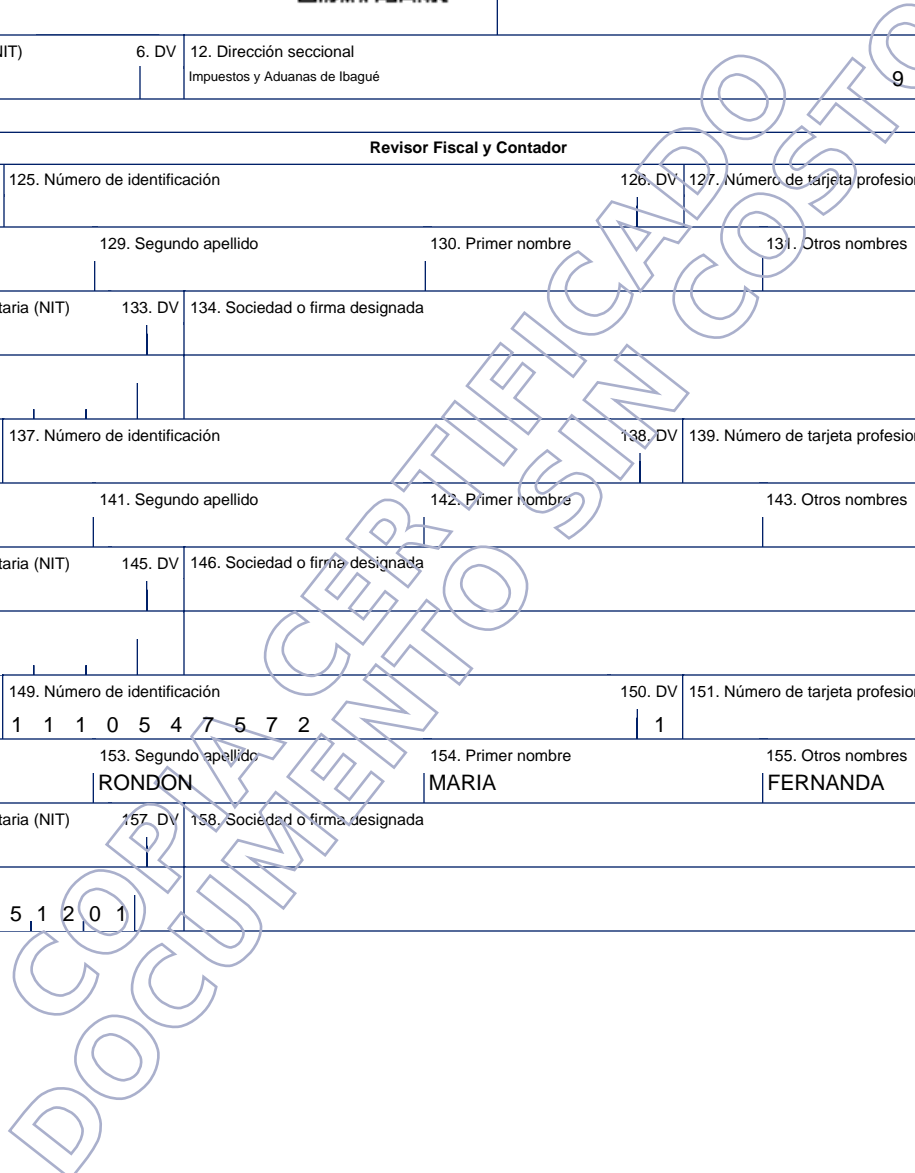 IIT) 6. DV 12. Dirección seccional
Impuestos y Aduanas de Ibagué 9
Revisor Fiscal y Contador
125. Número de identificación 126. DV 127. Número de tarjeta profesion
129. Segundo apellido 130. Primer nombre 131. Otros nombres
taria (NIT) 133. DV 134. Sociedad o firma designada
137. Número de identificación 138. DV 139. Número de tarjeta profesion
141. Segundo apellido 142. Primer nombre 143. Otros nombres
taria (NIT) 145. DV 146. Sociedad o firma designada
149. Número de identificación 150. DV 151. Número de tarjeta profesion
1 1 1 0 5 4 7 5 7 2 1
153. Segundo apellido 154. Primer nombre 155. Otros nombres
RONDON MARIA FERNANDA
taria (NIT) 157. DV 158. Sociedad o firma designada
5 1 2 0 1
COPIA CERTIFICADO
DOCUMENTO SIN COSTO